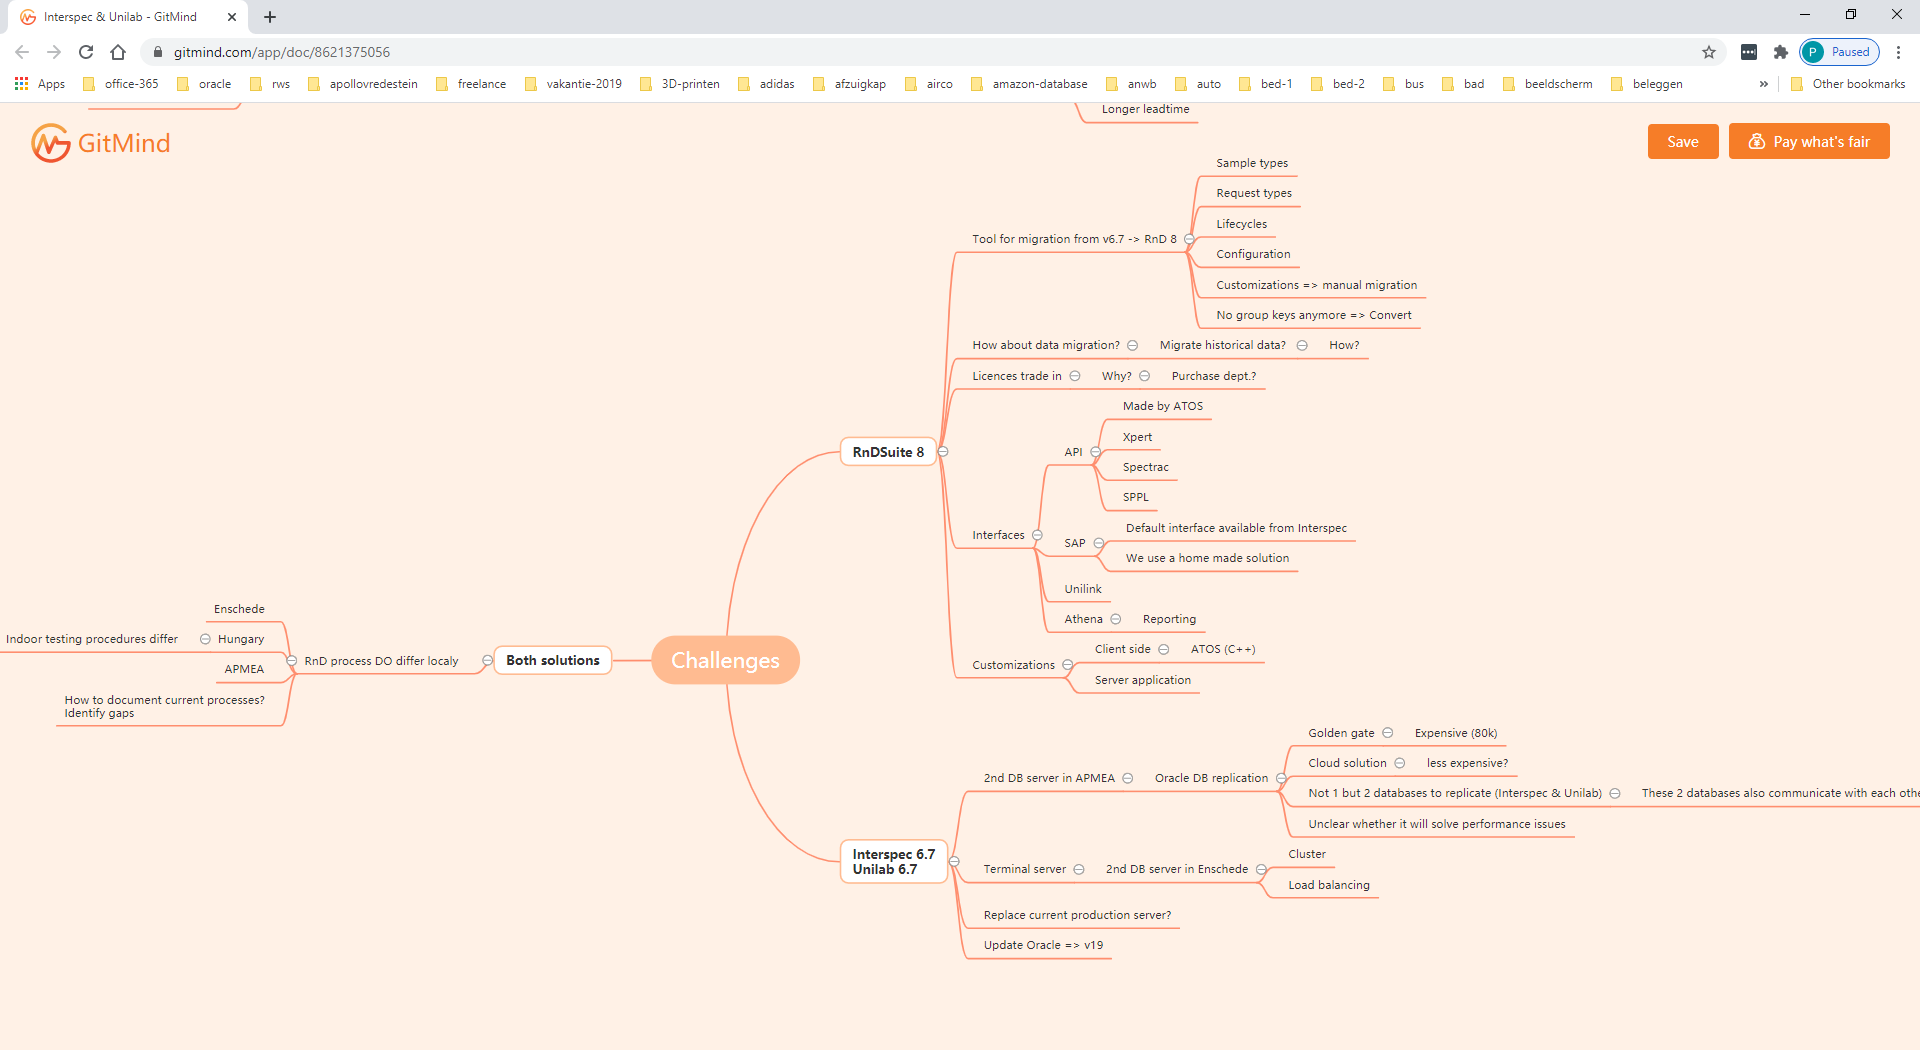 Interspec & Unilab - GitMind
gitmind.com/app/doc/8621375056
Paused
P
Apps
office-365
oracle
rws
apollovredestein
freelance
vakantie-2019
3D-printen
adidas
afzuigkap
airco
amazon-database
anwb
auto
bed-1
bed-2
bus
bad
beeldscherm
beleggen
»
Other bookmarks
Longer leadtime
GitMind
Save
Pay what's fair
Sample types
Request types
Lifecycles
Tool for migration from v6.7 -> RnD 8
Configuration
Customizations => manual migration
No group keys anymore => Convert
How about data migration?
Migrate historical data?
How?
Licences trade in
Why?
Purchase dept.?
Made by ATOS
Xpert
API
RnDSuite 8
Spectrac
SPPL
Default interface available from Interspec
Interfaces
SAP
We use a home made solution
Unilink
Athena
Reporting
Client side
ATOS (C++)
Customizations
Server application
Enschede
Indoor testing procedures differ
Hungary
RnD process DO differ localy
Both solutions
Challenges
APMEA
How to document current processes?
Identify gaps
Golden gate
Expensive (80k)
Cloud solution
less expensive?
2nd DB server in APMEA
Oracle DB replication
Not 1 but 2 databases to replicate (Interspec & Unilab)
These 2 databases also communicate with each othe
Unclear whether it will solve performance issues
Interspec 6.7
Unilab 6.7
Cluster
Terminal server
2nd DB server in Enschede
Load balancing
Replace current production server?
Update Oracle => v19